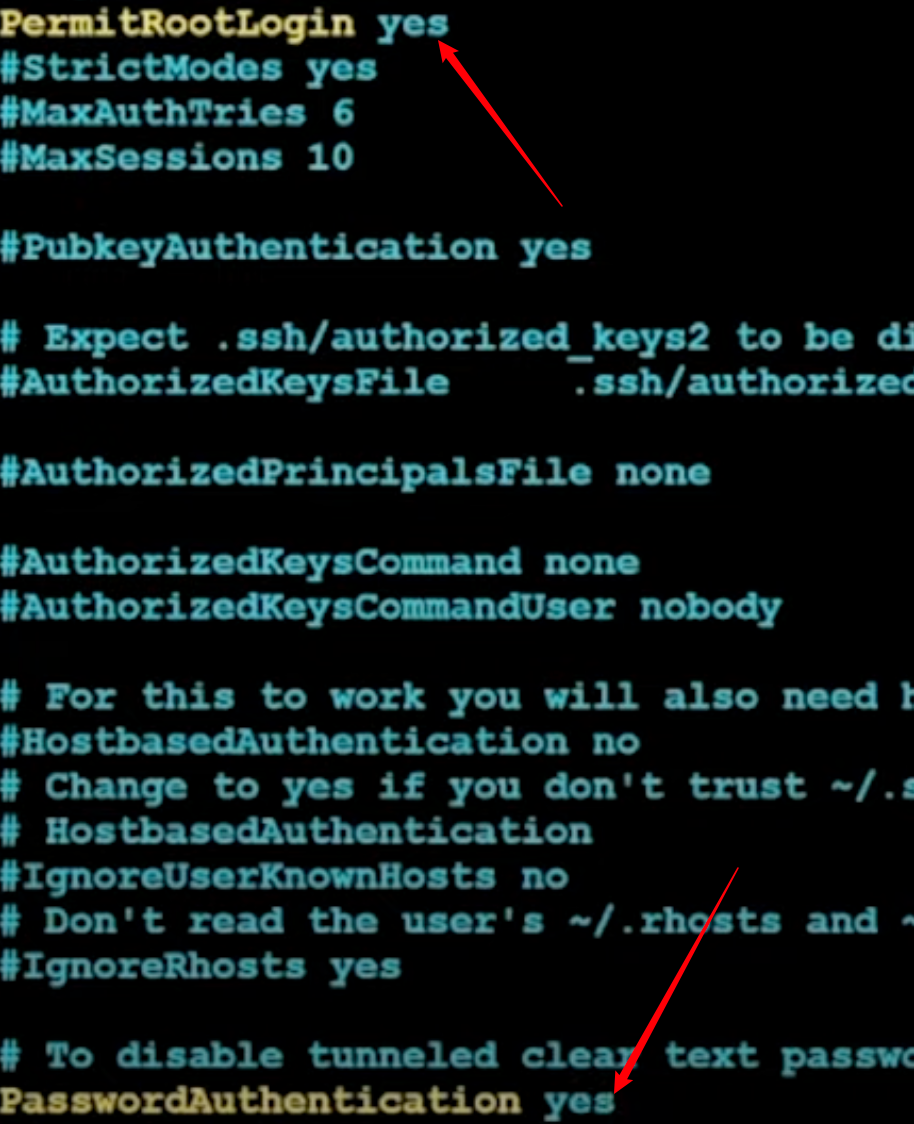 PermitRootLogin yes
#StrictModes yes
#MaxAuthTries 6
#MaxSessions 10
#PubkeyAuthentication yes
# Expect .ssh/authorized_keys2 to be
#AuthorizedKeysFile .ssh/authorized
#AuthorizedPrincipalsFile none
#AuthorizedKeysCommand none
#AuthorizedKeysCommandUser nobody
# For this to work you will also need
#HostbasedAuthentication no
# Change to yes if you don't trust ~/.s
# HostbasedAuthentication
#IgnoreUserKnownHosts no
# Don't read the user's ~/.rhosts and ~
#IgnoreRhosts yes
# To disable tunneled clear text passwo
PasswordAuthentication yes